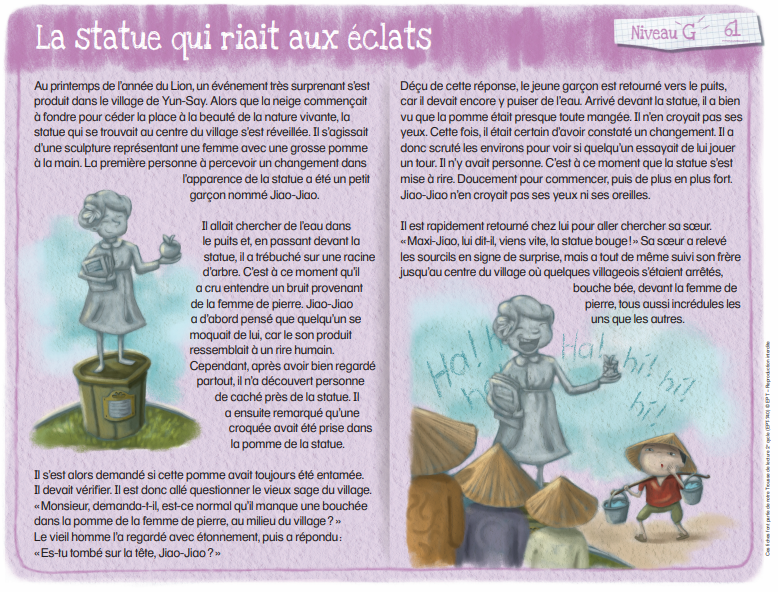 La statue qui riait aux éclats
Niveau G 61
Au printemps de l'année du Lion, un événement très surprenant s'est
produit dans le village de Yun-Say. Alors que la neige commençait
à fondre pour céder la place à la beauté de la nature vivante, la
statue qui se trouvait au centre du village s'est réveillée. Il s'agissait
d'une sculpture représentant une femme avec une grosse pomme
à la main. La première personne à percevoir un changement dans
l'apparence de la statue a été un petit
garçon nommé Jiao-Jiao.
Il allait chercher de l'eau dans
le puits et, en passant devant la
statue, il a trébuché sur une racine
d'arbre. C'est à ce moment qu'il
a cru entendre un bruit provenant
de la femme de pierre. Jiao-Jiao
a d'abord pensé que quelqu'un se
moquait de lui, car le son produit
ressemblait à un rire humain.
Cependant, après avoir bien regardé
partout, il n'a découvert personne
de caché près de la statue. Il
a ensuite remarqué qu'une
croquée avait été prise dans
la pomme de la statue.
Il s'est alors demandé si cette pomme avait toujours été entamée.
Il devait vérifier. Il est donc allé questionner le vieux sage du village.
« Monsieur, demanda-t-il, est-ce normal qu'il manque une bouchée
dans la pomme de la femme de pierre, au milieu du village ? »
Le vieil homme l'a regardé avec étonnement, puis a répondu :
« Es-tu tombé sur la tête, Jiao-Jiao ? »
Déçu de cette réponse, le jeune garçon est retourné vers le puits,
car il devait encore y puiser de l'eau. Arrivé devant la statue, il a bien
vu que la pomme était presque toute mangée. Il n'en croyait pas ses
yeux. Cette fois, il était certain d'avoir constaté un changement. Il a
donc scruté les environs pour voir si quelqu'un essayait de lui jouer
un tour. Il n'y avait personne. C'est à ce moment que la statue s'est
mise à rire. Doucement pour commencer, puis de plus en plus fort.
Jiao-Jiao n'en croyait pas ses yeux ni ses oreilles.
Il est rapidement retourné chez lui pour aller chercher sa sœur.
« Maxi-Jiao, lui dit-il, viens vite, la statue bouge ! » Sa sœur a relevé
les sourcils en signe de surprise, mais a tout de même suivi son frère
jusqu'au centre du village où quelques villageois s'étaient arrêtés,
bouche bée, devant la femme de
pierre, tous aussi incrédules les
uns que les autres.
Ha!
Ha!
hi!
hi!
hi!